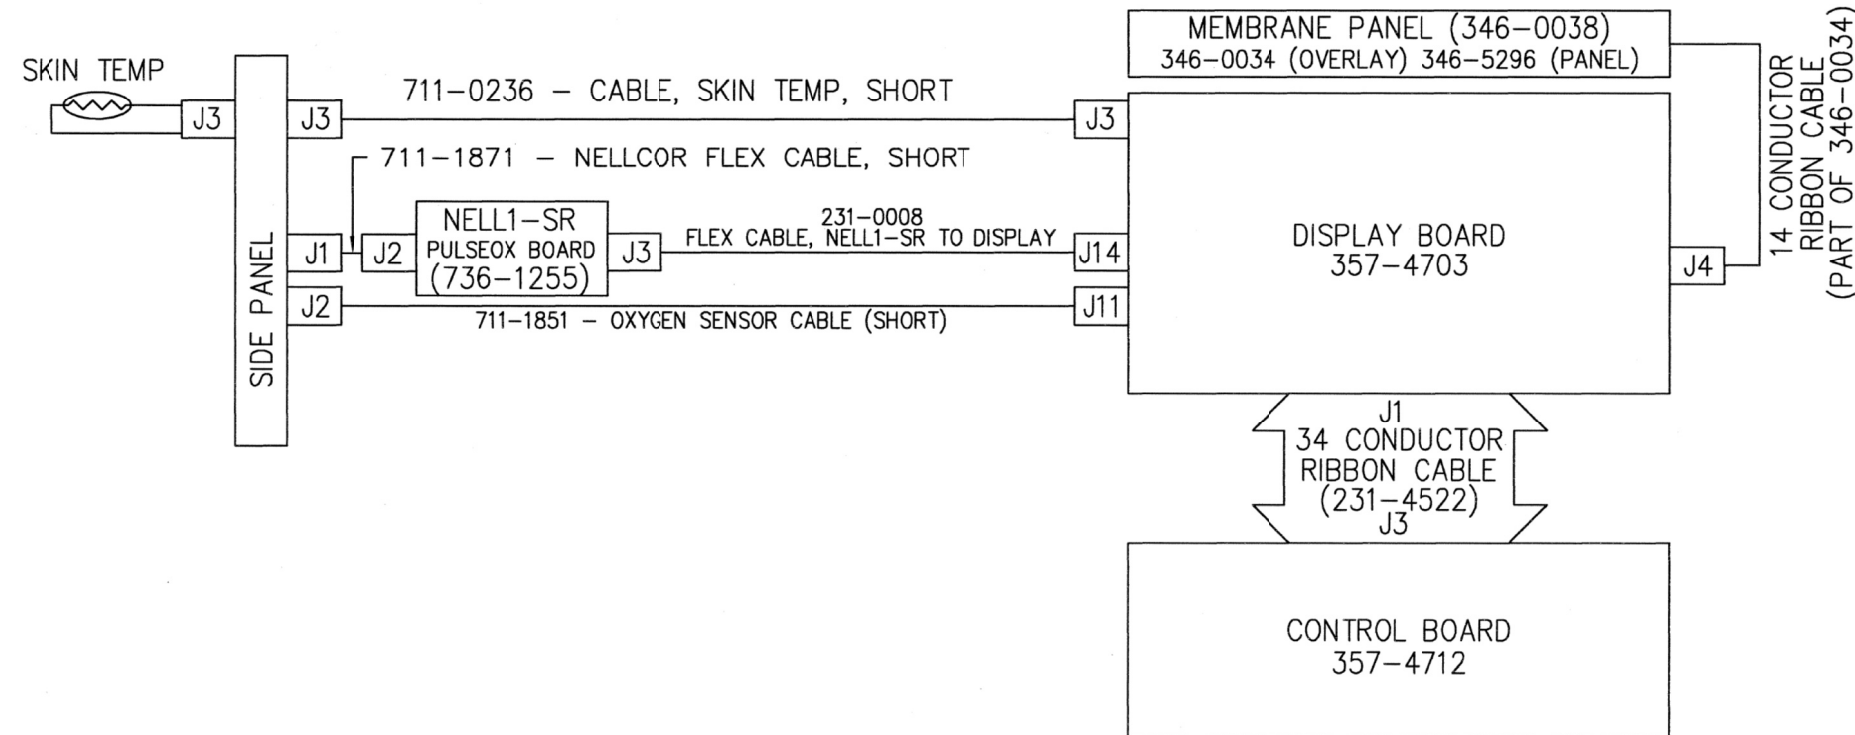 MEMBRANE PANEL (346-0038)
346-0034 (OVERLAY) 346-5296 (PANEL)
SKIN TEMP
711-0236 - CABLE, SKIN TEMP, SHORT
J3
J3
J3
711-1871 - NELLCOR FLEX CABLE, SHORT
14 CONDUCTOR
RIBBON CABLE
(PART OF 346-0034)
SIDE PANEL
J1
J2
NELL1-SR
PULSEOX BOARD
(736-1255)
J3
231-0008
FLEX CABLE, NELL1-SR TO DISPLAY
J14
DISPLAY BOARD
357-4703
J4
J2
711-1851 - OXYGEN SENSOR CABLE (SHORT)
J11
J1
34 CONDUCTOR
RIBBON CABLE
(231-4522)
J3
CONTROL BOARD
357-4712